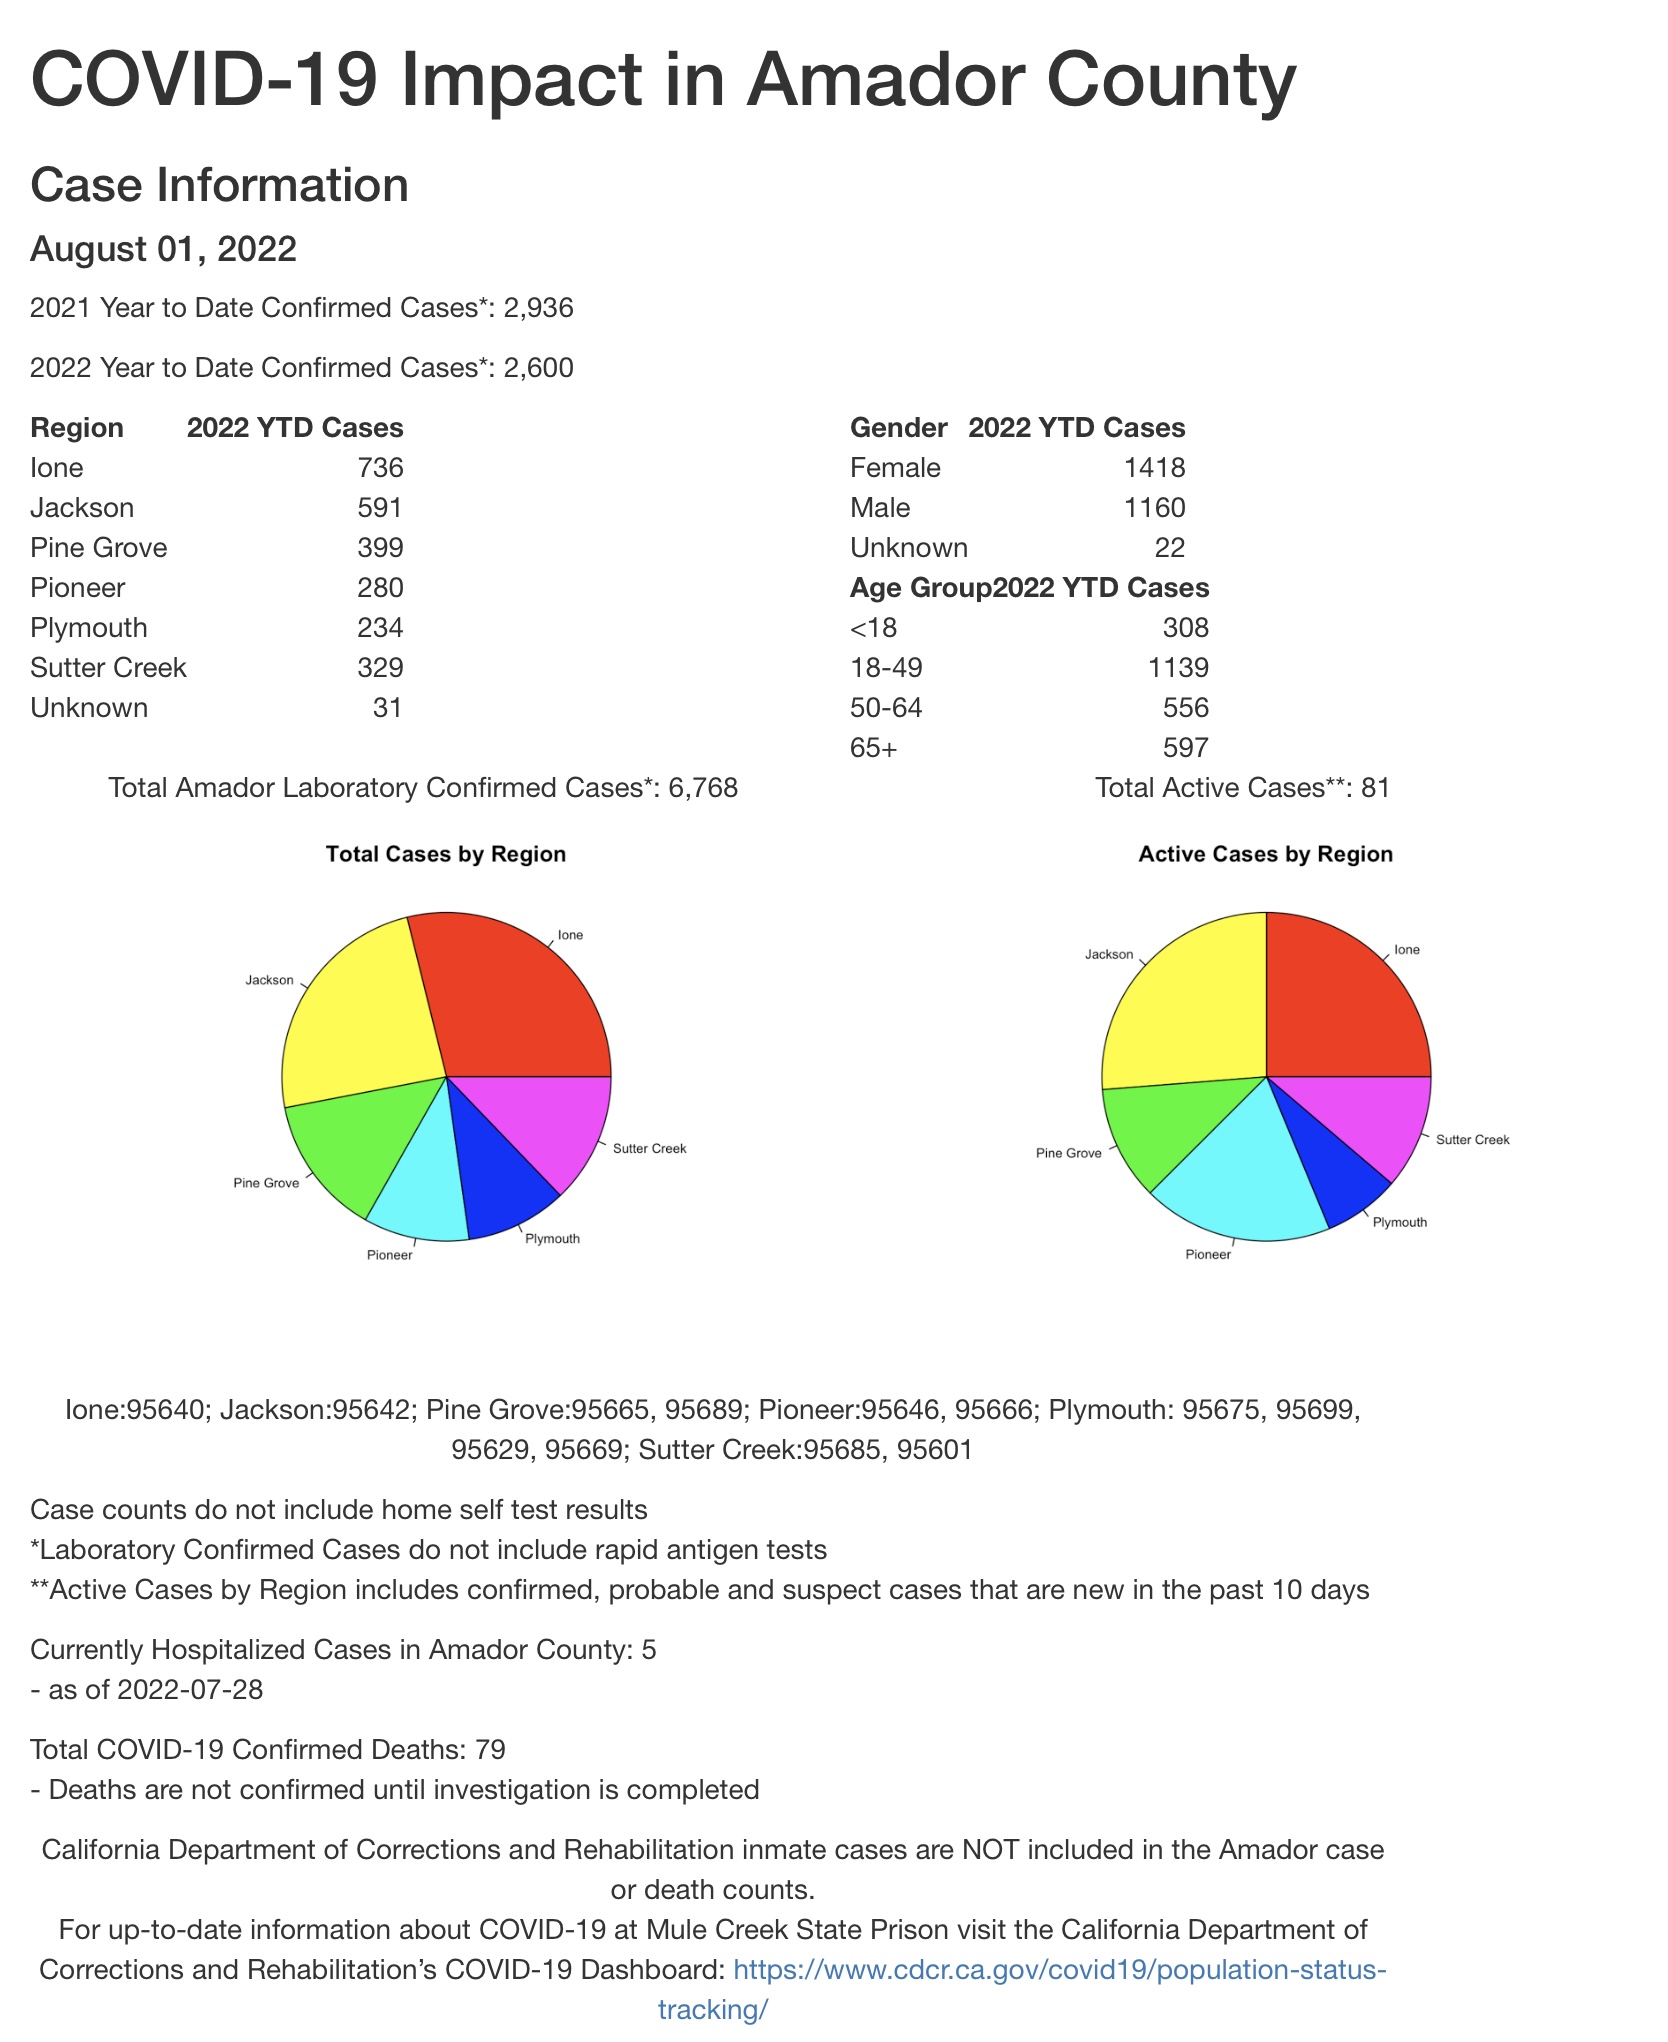 COVID-19 Impact in Amador County
Case Information
August 01, 2022
2021 Year to Date Confirmed Cases*: 2,936
2022 Year to Date Confirmed Cases*: 2,600
Region 2022 YTD Cases
Ione 736
Jackson 591
Pine Grove 399
Pioneer 280
Plymouth 234
Sutter Creek 329
Unknown 31
Gender 2022 YTD Cases
Female 1418
Male 1160
Unknown 22
Age Group2022 YTD Cases
<18 308
18-49 1139
50-64 556
65+ 597
Total Amador Laboratory Confirmed Cases*: 6,768
Total Active Cases**: 81
Total Cases by Region
Ione
Jackson
Pine Grove
Pioneer
Plymouth
Sutter Creek
Active Cases by Region
Ione
Jackson
Pine Grove
Pioneer
Plymouth
Sutter Creek
Ione:95640; Jackson:95642; Pine Grove:95665, 95689; Pioneer:95646, 95666; Plymouth: 95675, 95699,
95629, 95669; Sutter Creek:95685, 95601
Case counts do not include home self test results
*Laboratory Confirmed Cases do not include rapid antigen tests
**Active Cases by Region includes confirmed, probable and suspect cases that are new in the past 10 days
Currently Hospitalized Cases in Amador County: 5
- as of 2022-07-28
Total COVID-19 Confirmed Deaths: 79
- Deaths are not confirmed until investigation is completed
California Department of Corrections and Rehabilitation inmate cases are NOT included in the Amador case
or death counts.
For up-to-date information about COVID-19 at Mule Creek State Prison visit the California Department of
Corrections and Rehabilitation’s COVID-19 Dashboard: https://www.cdcr.ca.gov/covid19/population-status-
tracking/